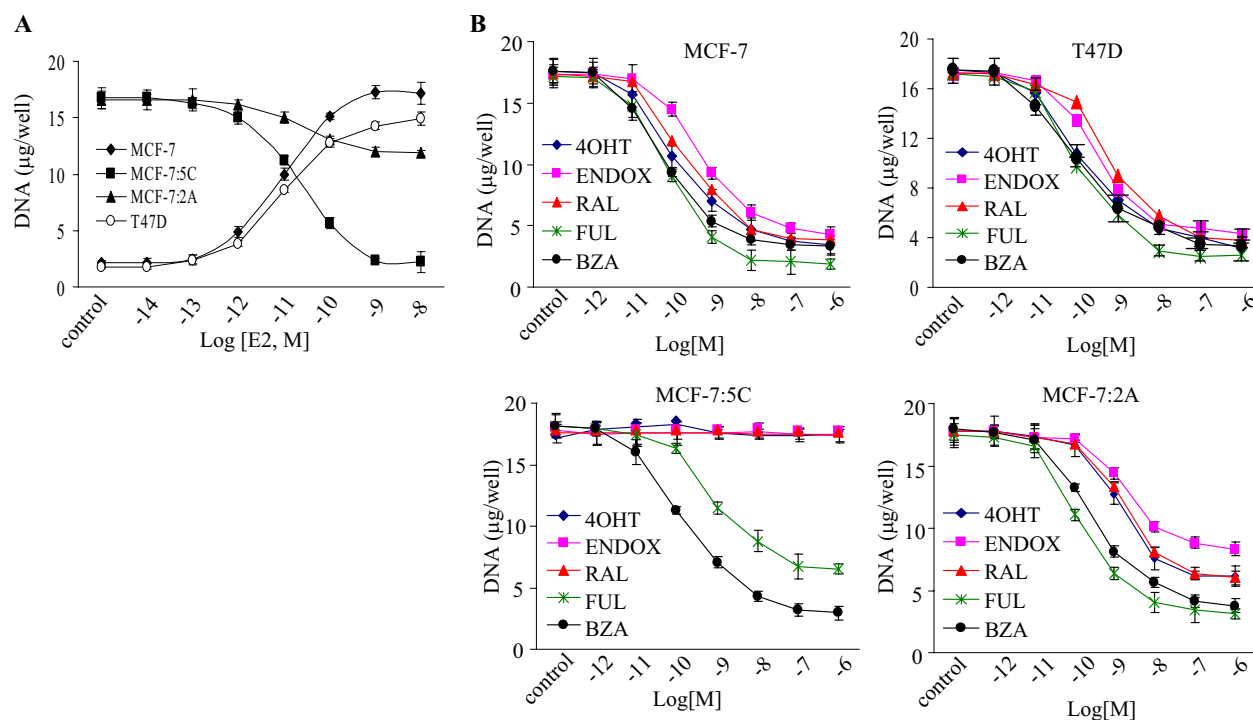 A
DNA (µg/well)
20
15
10
5
0
MCF-7
MCF-7:5C
MCF-7:2A
T47D
control
-14
-13
-12
-11
-10
-9
-8
Log [E2, M]
B
MCF-7
DNA (µg/well)
20
15
10
5
0
4OHT
ENDOX
RAL
FUL
BZA
control
-12
-11
-10
-9
-8
-7
-6
Log[M]
T47D
DNA (µg/well)
20
16
12
8
4
0
4OHT
ENDOX
RAL
FUL
BZA
control
-12
-11
-10
-9
-8
-7
-6
Log[M]
MCF-7:5C
DNA (µg/well)
20
15
10
5
0
4OHT
ENDOX
RAL
FUL
BZA
control
-12
-11
-10
-9
-8
-7
-6
Log[M]
MCF-7:2A
DNA (µg/well)
20
15
10
5
0
4OHT
ENDOX
RAL
FUL
BZA
control
-12
-11
-10
-9
-8
-7
-6
Log[M]